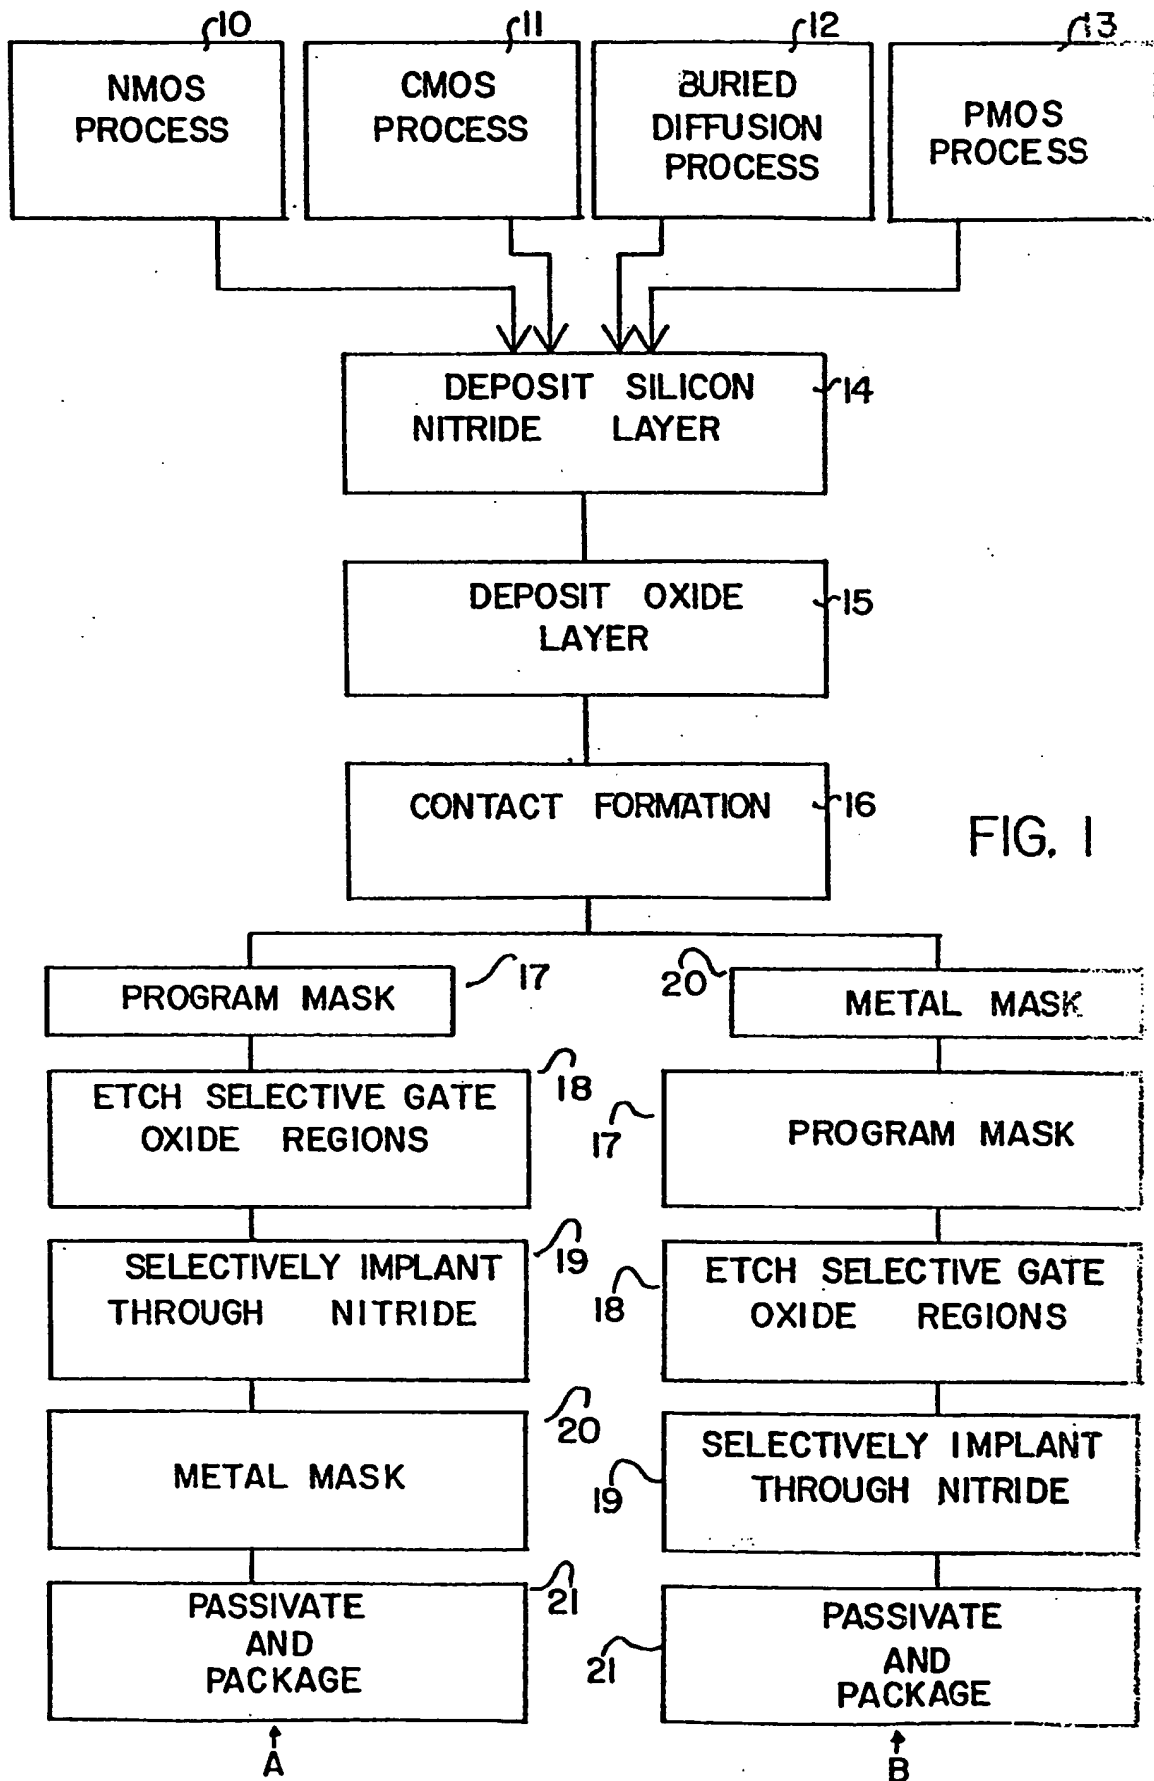 10
11
12
13
NMOS
PROCESS
CMOS
PROCESS
BURIED
DIFFUSION
PROCESS
PMOS
PROCESS
DEPOSIT SILICON
NITRIDE LAYER
14
DEPOSIT OXIDE
LAYER
15
CONTACT FORMATION
16
FIG. 1
PROGRAM MASK
17
ETCH SELECTIVE GATE
OXIDE REGIONS
18
SELECTIVELY IMPLANT
THROUGH NITRIDE
19
METAL MASK
20
PASSIVATE
AND
PACKAGE
21
A
20
METAL MASK
17
PROGRAM MASK
18
ETCH SELECTIVE GATE
OXIDE REGIONS
19
SELECTIVELY IMPLANT
THROUGH NITRIDE
21
PASSIVATE
AND
PACKAGE
B